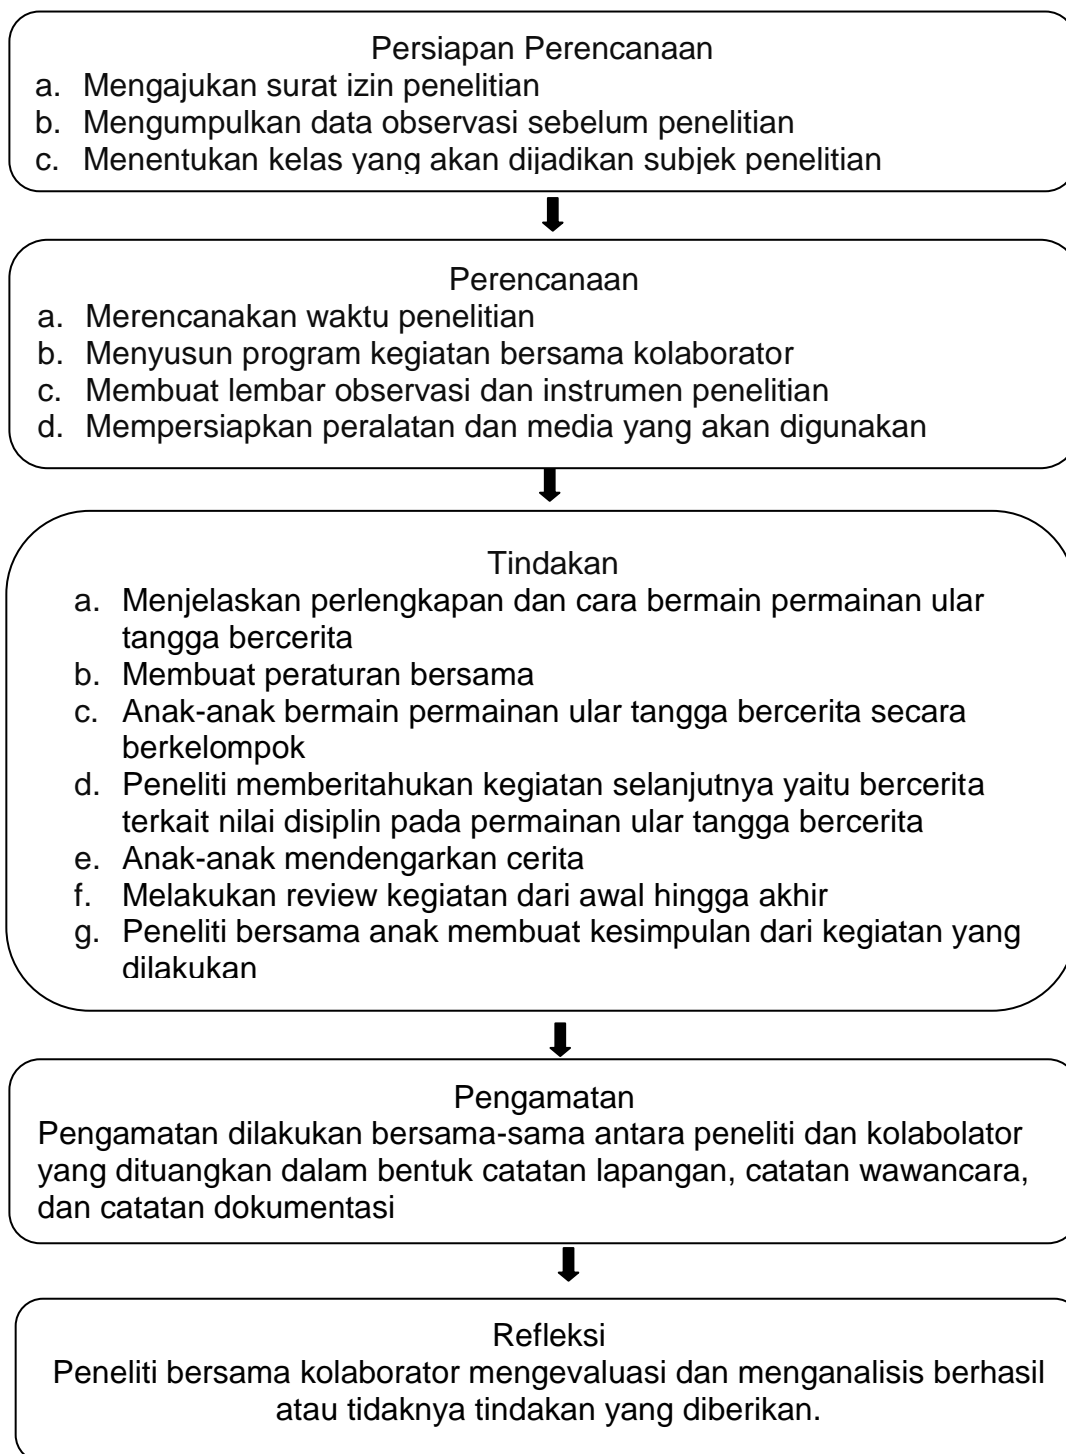 Persiapan Perencanaan
a. Mengajukan surat izin penelitian
b. Mengumpulkan data observasi sebelum penelitian
c. Menentukan kelas yang akan dijadikan subjek penelitian
Perencanaan
a. Merencanakan waktu penelitian
b. Menyusun program kegiatan bersama kolaborator
c. Membuat lembar observasi dan instrumen penelitian
d. Mempersiapkan peralatan dan media yang akan digunakan
Tindakan
a. Menjelaskan perlengkapan dan cara bermain permainan ular
tangga bercerita
b. Membuat peraturan bersama
c. Anak-anak bermain permainan ular tangga bercerita secara
berkelompok
d. Peneliti memberitahukan kegiatan selanjutnya yaitu bercerita
terkait nilai disiplin pada permainan ular tangga bercerita
e. Anak-anak mendengarkan cerita
f. Melakukan review kegiatan dari awal hingga akhir
g. Peneliti bersama anak membuat kesimpulan dari kegiatan yang
dilakukan
Pengamatan
Pengamatan dilakukan bersama-sama antara peneliti dan kolabolator
yang dituangkan dalam bentuk catatan lapangan, catatan wawancara,
dan catatan dokumentasi
Refleksi
Peneliti bersama kolaborator mengevaluasi dan menganalisis berhasil
atau tidaknya tindakan yang diberikan.